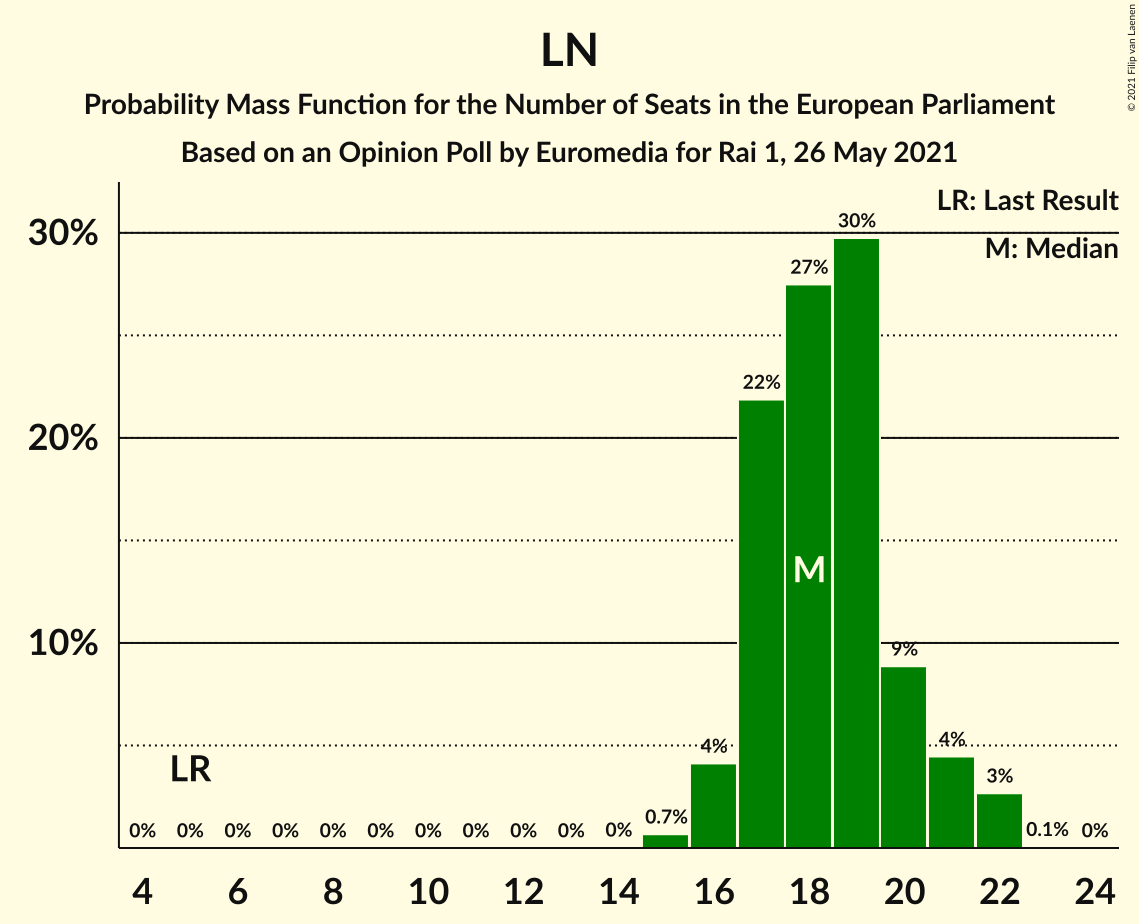 LN
Probability Mass Function for the Number of Seats in the European Parliament
Based on an Opinion Poll by Euromedia for Rai 1, 26 May 2021
© 2021 Filip van Laenen
LR: Last Result
M: Median
30%
20%
10%
30%
27%
22%
M
9%
4%
4%
3%
LR
0% 0% 0% 0% 0% 0% 0% 0% 0% 0% 0% 0.7% 0.1% 0%
4 6 8 10 12 14 16 18 20 22 24